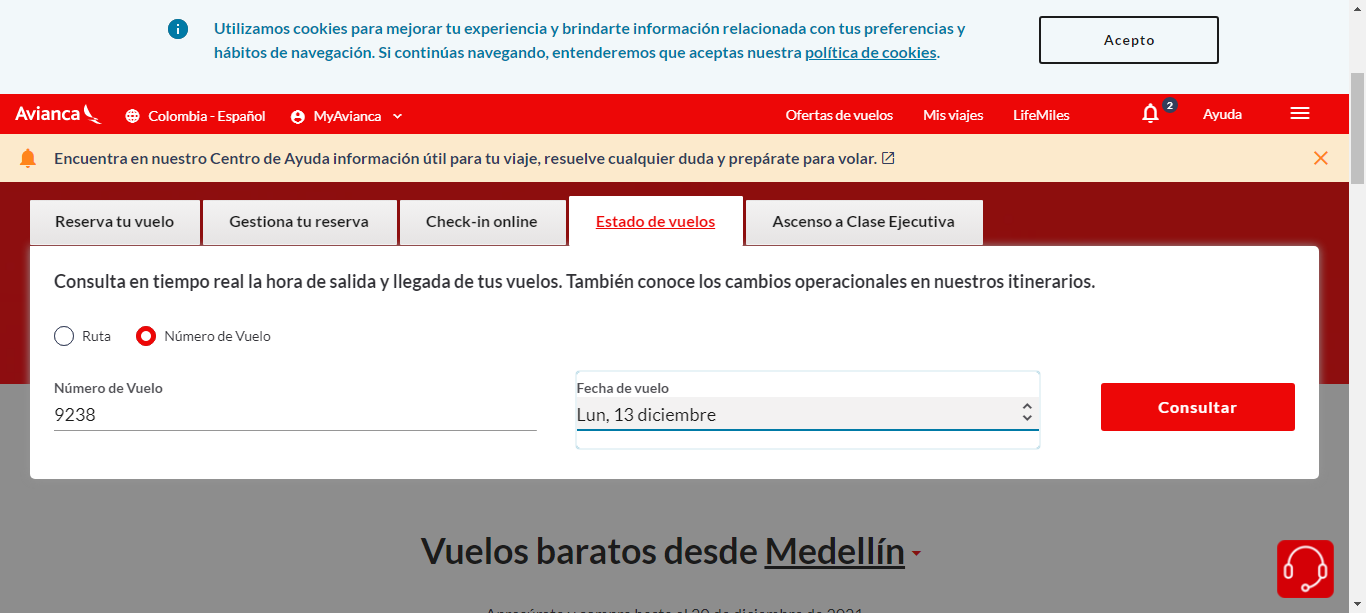 Utilizamos cookies para mejorar tu experiencia y brindarte información relacionada con tus preferencias y
hábitos de navegación. Si continúas navegando, entenderemos que aceptas nuestra política de cookies.
Acepto
Avianca
Colombia - Español
MyAvianca
Ofertas de vuelos
Mis viajes
LifeMiles
2
Ayuda
Encuentra en nuestro Centro de Ayuda información útil para tu viaje, resuelve cualquier duda y prepárate para volar.
Reserva tu vuelo
Gestiona tu reserva
Check-in online
Estado de vuelos
Ascenso a Clase Ejecutiva
Consulta en tiempo real la hora de salida y llegada de tus vuelos. También conoce los cambios operacionales en nuestros itinerarios.
Ruta
Número de Vuelo
Número de Vuelo
9238
Fecha de vuelo
Lun, 13 diciembre
Consultar
Vuelos baratos desde Medellín